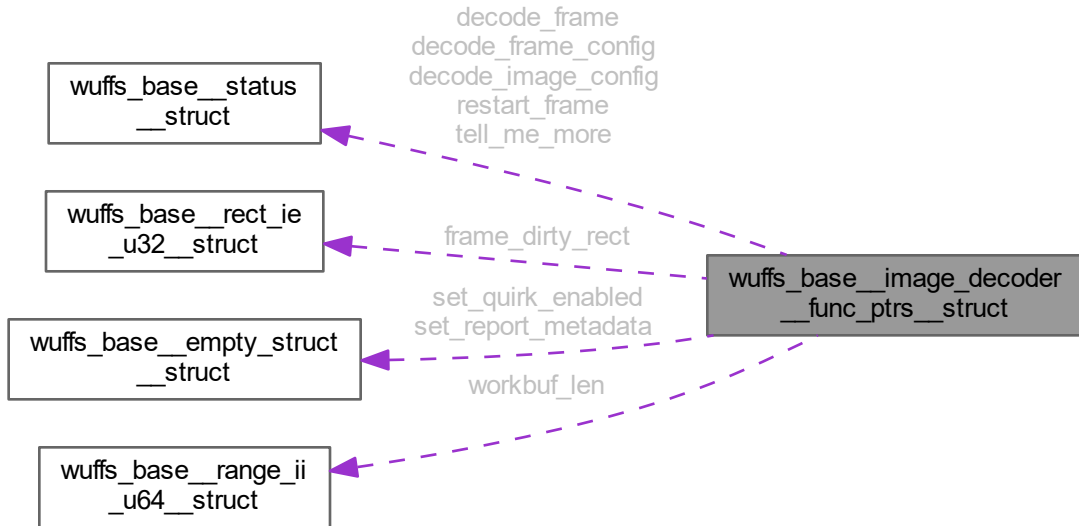 decode_frame
decode_frame_config
decode_image_config
restart_frame
tell_me_more
wuffs_base__status
__struct
wuffs_base__rect_ie
_u32__struct
frame_dirty_rect
wuffs_base__image_decoder
__func_ptrs__struct
set_quirk_enabled
set_report_metadata
wuffs_base__empty_struct
__struct
workbuf_len
wuffs_base__range_ii
_u64__struct